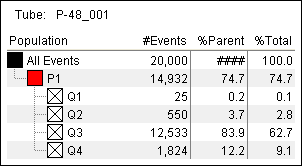 Tube: P-48_001
Population #Events %Parent %Total
All Events 20,000 #### 100.0
P1 14,932 74.7 74.7
Q1 25 0.2 0.1
Q2 550 3.7 2.8
Q3 12,533 83.9 62.7
Q4 1,824 12.2 9.1